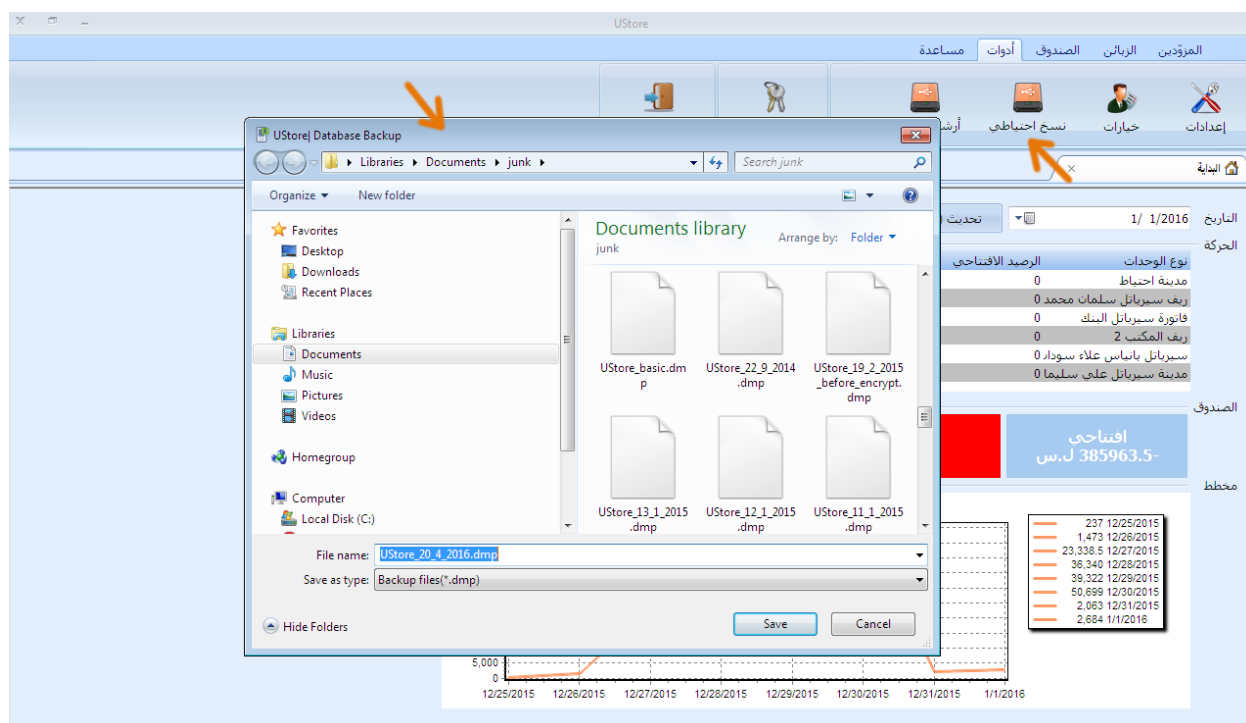 UStore
المزوّدين الزبائن الصندوق أدوات مساعدة
إعدادات خيارات نسخ احتياطي
البداية
UStore| Database Backup
Libraries Documents junk
Search junk
Organize New folder
Favorites
Desktop
Downloads
Recent Places
Libraries
Documents
Music
Pictures
Videos
Homegroup
Computer
Local Disk (C:)
Documents library
junk
Arrange by: Folder
UStore_basic.dm
p
UStore_22_9_2014
.dmp
UStore_19_2_2015
_before_encrypt.
dmp
UStore_13_1_2015
.dmp
UStore_12_1_2015
.dmp
UStore_11_1_2015
.dmp
File name: UStore_20_4_2016.dmp
Save as type: Backup files(*.dmp)
Hide Folders
Save Cancel
التاريخ 1/ 1/2016 تحديث
الحركة
نوع الوحدات الرصيد الافتتاحي
مدينة احتياط 0
ريف سيرياتل سلمان محمد 0
فاتورة سيرياتل البنك 0
ريف المكتب 2 0
سيرياتل بانياس علاء سودان 0
مدينة سيرياتل علي سليما 0
الصندوق
افتتاحي
-385963.5 ل.س
مخطط
237 12/25/2015
1,473 12/26/2015
23,338.5 12/27/2015
36,340 12/28/2015
39,322 12/29/2015
50,699 12/30/2015
2,063 12/31/2015
2,684 1/1/2016
5,000
0
12/25/2015 12/26/2015 12/27/2015 12/28/2015 12/29/2015 12/30/2015 12/31/2015 1/1/2016